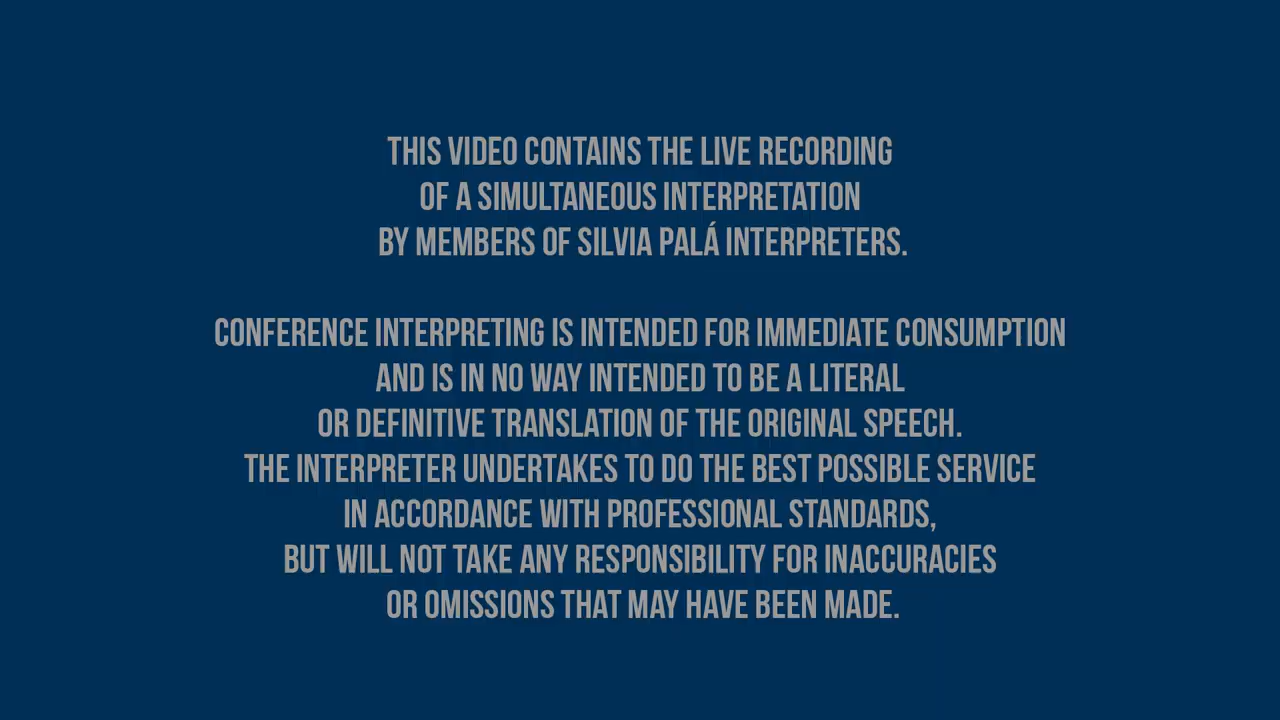 THIS VIDEO CONTAINS THE LIVE RECORDING
OF A SIMULTANEOUS INTERPRETATION
BY MEMBERS OF SILVIA PALÁ INTERPRETERS.
CONFERENCE INTERPRETING IS INTENDED FOR IMMEDIATE CONSUMPTION
AND IS IN NO WAY INTENDED TO BE A LITERAL
OR DEFINITIVE TRANSLATION OF THE ORIGINAL SPEECH.
THE INTERPRETER UNDERTAKES TO DO THE BEST POSSIBLE SERVICE
IN ACCORDANCE WITH PROFESSIONAL STANDARDS,
BUT WILL NOT TAKE ANY RESPONSIBILITY FOR INACCURACIES
OR OMISSIONS THAT MAY HAVE BEEN MADE.